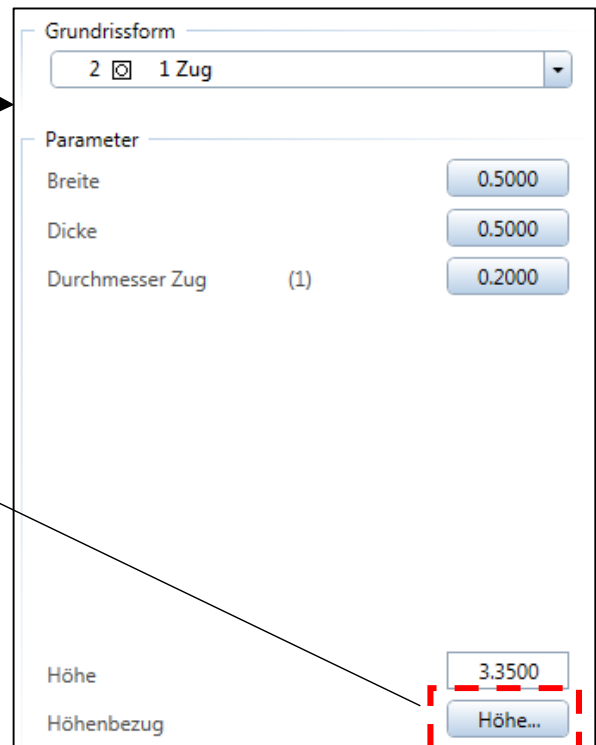 Grundrissform
2 1 Zug
Parameter
Breite 0.5000
Dicke 0.5000
Durchmesser Zug (1) 0.2000
Höhe 3.3500
Höhenbezug Höhe...